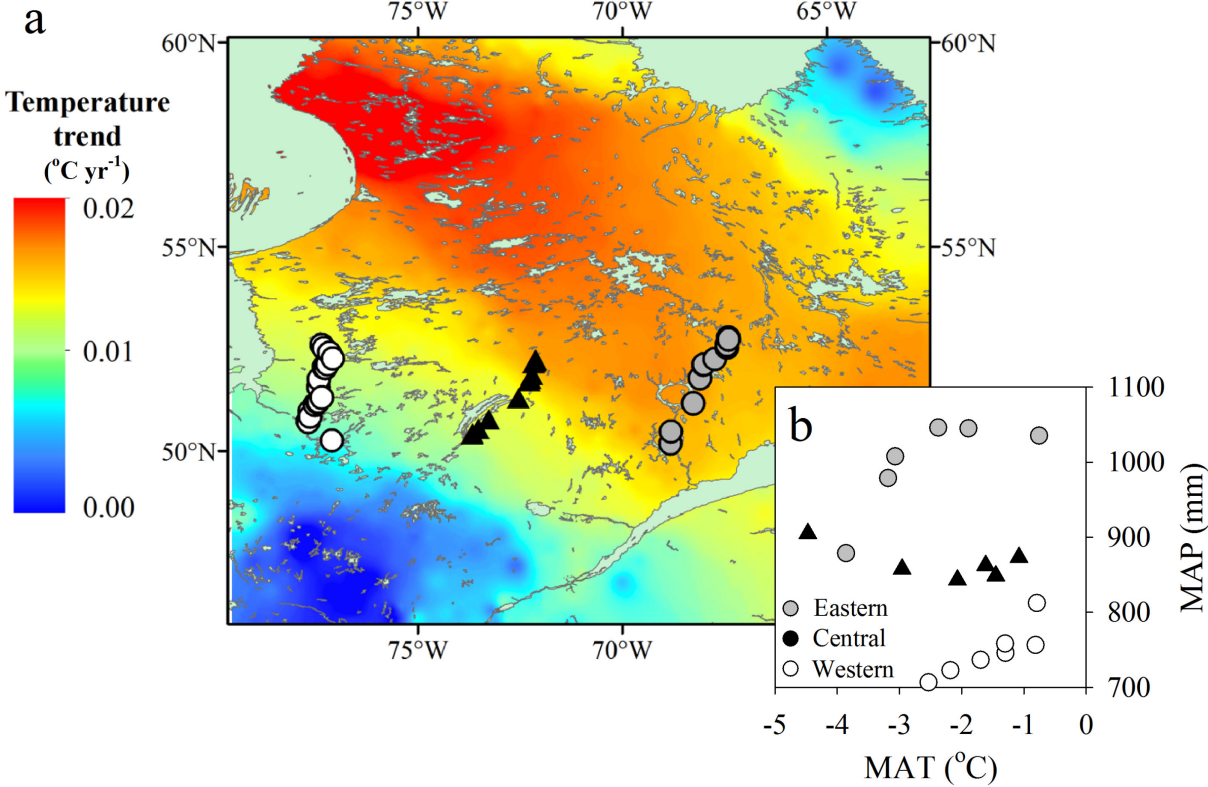 a
75°W 70°W 65°W
60°N 60°N
Temperature
trend
(°C yr-1)
0.02
55°N 55°N
0.01
50°N
0.00
75°W 70°W
b
1100
1000
900
800
700
MAP (mm)
Eastern
Central
Western
-5 -4 -3 -2 -1 0
MAT (°C)